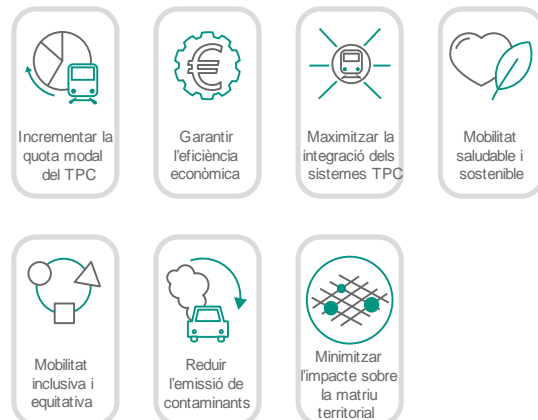 Incrementar la
quota modal
del TPC
Garantir
l'eficiència
econòmica
Maximitzar la
integració dels
sistemes TPC
Mobilitat
saludable i
sostenible
Mobilitat
inclusiva i
equitativa
Reduir
l'emissió de
contaminants
Minimitzar
l'impacte sobre
la matriu
territorial